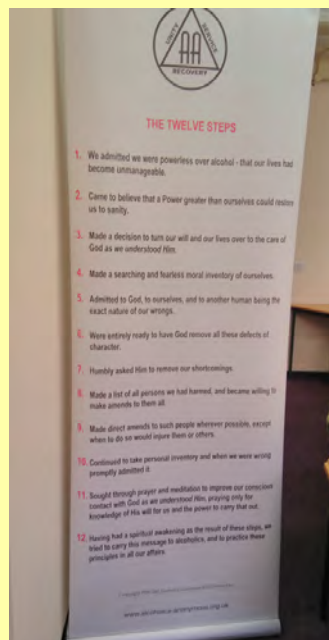 UNITY
SERVICE
AA
RECOVERY
THE TWELVE STEPS
1. We admitted we were powerless over alcohol - that our lives had
become unmanageable.
2. Came to believe that a Power greater than ourselves could restore
us to sanity.
3. Made a decision to turn our will and our lives over to the care of
God as we understood Him.
4. Made a searching and fearless moral inventory of ourselves.
5. Admitted to God, to ourselves, and to another human being the
exact nature of our wrongs.
6. Were entirely ready to have God remove all these defects of
character.
7. Humbly asked Him to remove our shortcomings.
8. Made a list of all persons we had harmed, and became willing to
make amends to them all.
9. Made direct amends to such people wherever possible, except
when to do so would injure them or others.
10. Continued to take personal inventory and when we were wrong
promptly admitted it.
11. Sought through prayer and meditation to improve our conscious
contact with God as we understood Him, praying only for
knowledge of His will for us and the power to carry that out.
12. Having had a spiritual awakening as the result of these steps, we
tried to carry this message to alcoholics, and to practice these
principles in all our affairs
www.alcoholics-anonymous.org.uk